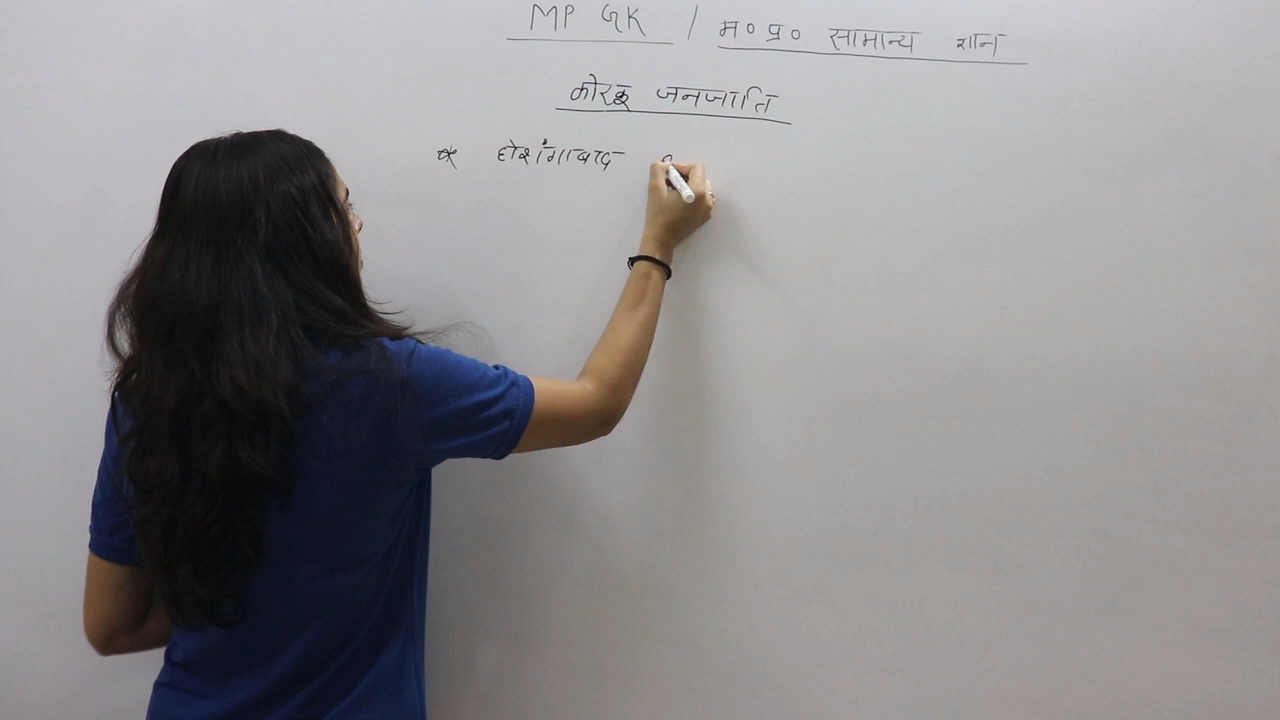 MP GK / म० प्र० सामान्य ज्ञान
कोरकू जनजाति
* होशंगाबाद